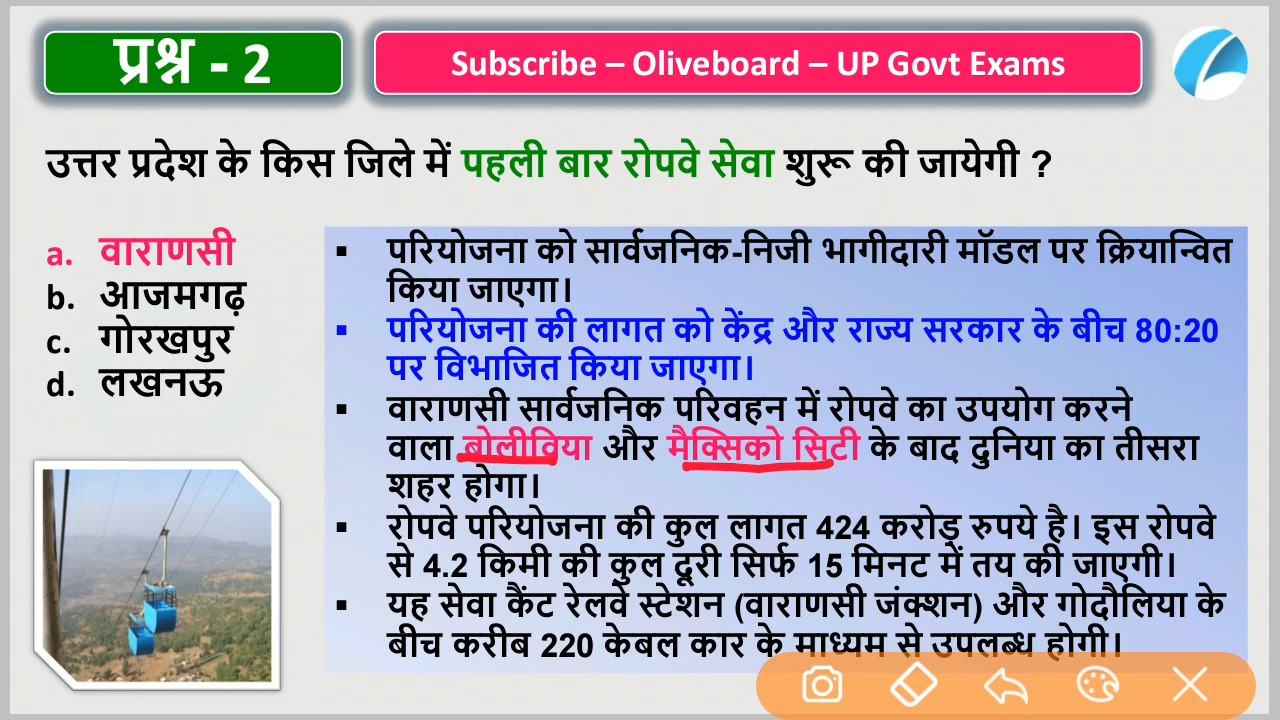 प्रश्न - 2
Subscribe – Oliveboard – UP Govt Exams
उत्तर प्रदेश के किस जिले में पहली बार रोपवे सेवा शुरू की जायेगी ?
a. वाराणसी
b. आजमगढ़
c. गोरखपुर
d. लखनऊ
▪ परियोजना को सार्वजनिक-निजी भागीदारी मॉडल पर क्रियान्वित
किया जाएगा।
▪ परियोजना की लागत को केंद्र और राज्य सरकार के बीच 80:20
पर विभाजित किया जाएगा।
▪ वाराणसी सार्वजनिक परिवहन में रोपवे का उपयोग करने
वाला बोलीविया और मैक्सिको सिटी के बाद दुनिया का तीसरा
शहर होगा।
▪ रोपवे परियोजना की कुल लागत 424 करोड़ रुपये है। इस रोपवे
से 4.2 किमी की कुल दूरी सिर्फ 15 मिनट में तय की जाएगी।
▪ यह सेवा कैंट रेलवे स्टेशन (वाराणसी जंक्शन) और गोदौलिया के
बीच करीब 220 केबल कार के माध्यम से उपलब्ध होगी।